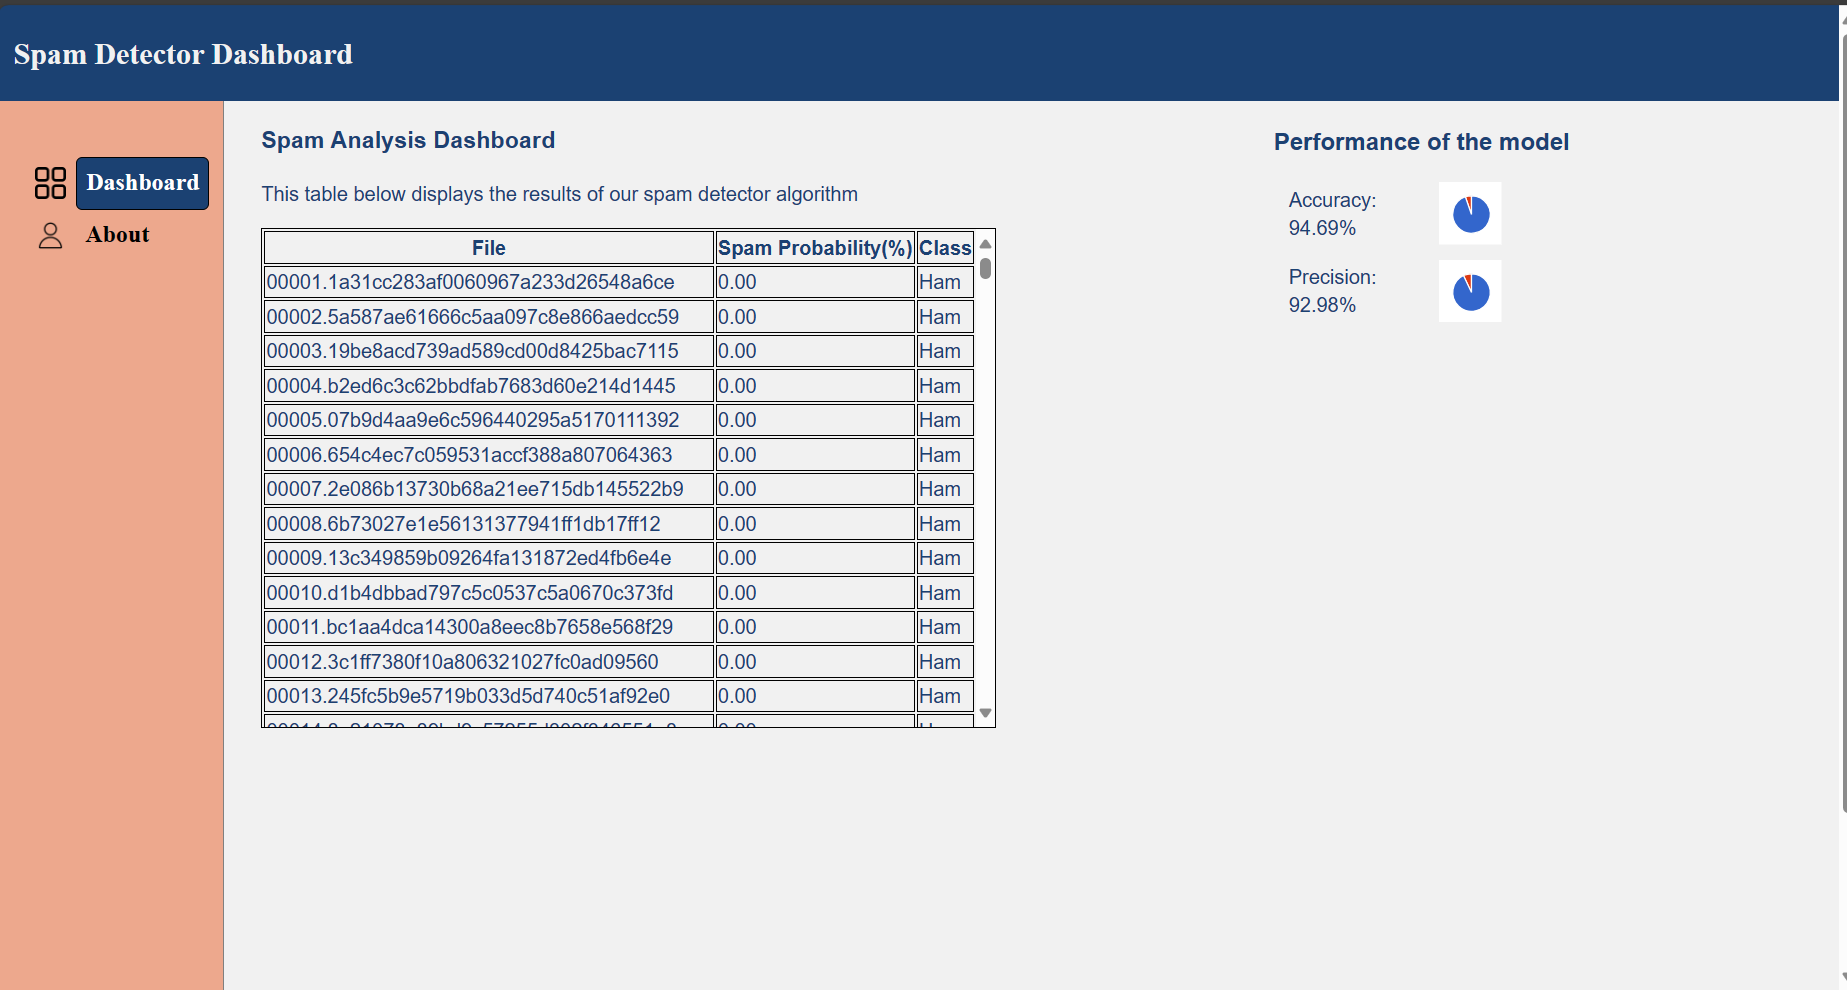 Spam Detector Dashboard
Dashboard
About
Spam Analysis Dashboard
This table below displays the results of our spam detector algorithm
File Spam Probability(%) Class
00001.1a31cc283af0060967a233d26548a6ce 0.00 Ham
00002.5a587ae61666c5aa097c8e866aedcc59 0.00 Ham
00003.19be8acd739ad589cd00d8425bac7115 0.00 Ham
00004.b2ed6c3c62bbdfab7683d60e214d1445 0.00 Ham
00005.07b9d4aa9e6c596440295a5170111392 0.00 Ham
00006.654c4ec7c059531accf388a807064363 0.00 Ham
00007.2e086b13730b68a21ee715db145522b9 0.00 Ham
00008.6b73027e1e56131377941ff1db17ff12 0.00 Ham
00009.13c349859b09264fa131872ed4fb6e4e 0.00 Ham
00010.d1b4dbbad797c5c0537c5a0670c373fd 0.00 Ham
00011.bc1aa4dca14300a8eec8b7658e568f29 0.00 Ham
00012.3c1ff7380f10a806321027fc0ad09560 0.00 Ham
00013.245fc5b9e5719b033d5d740c51af92e0 0.00 Ham
Performance of the model
Accuracy:
94.69%
Precision:
92.98%